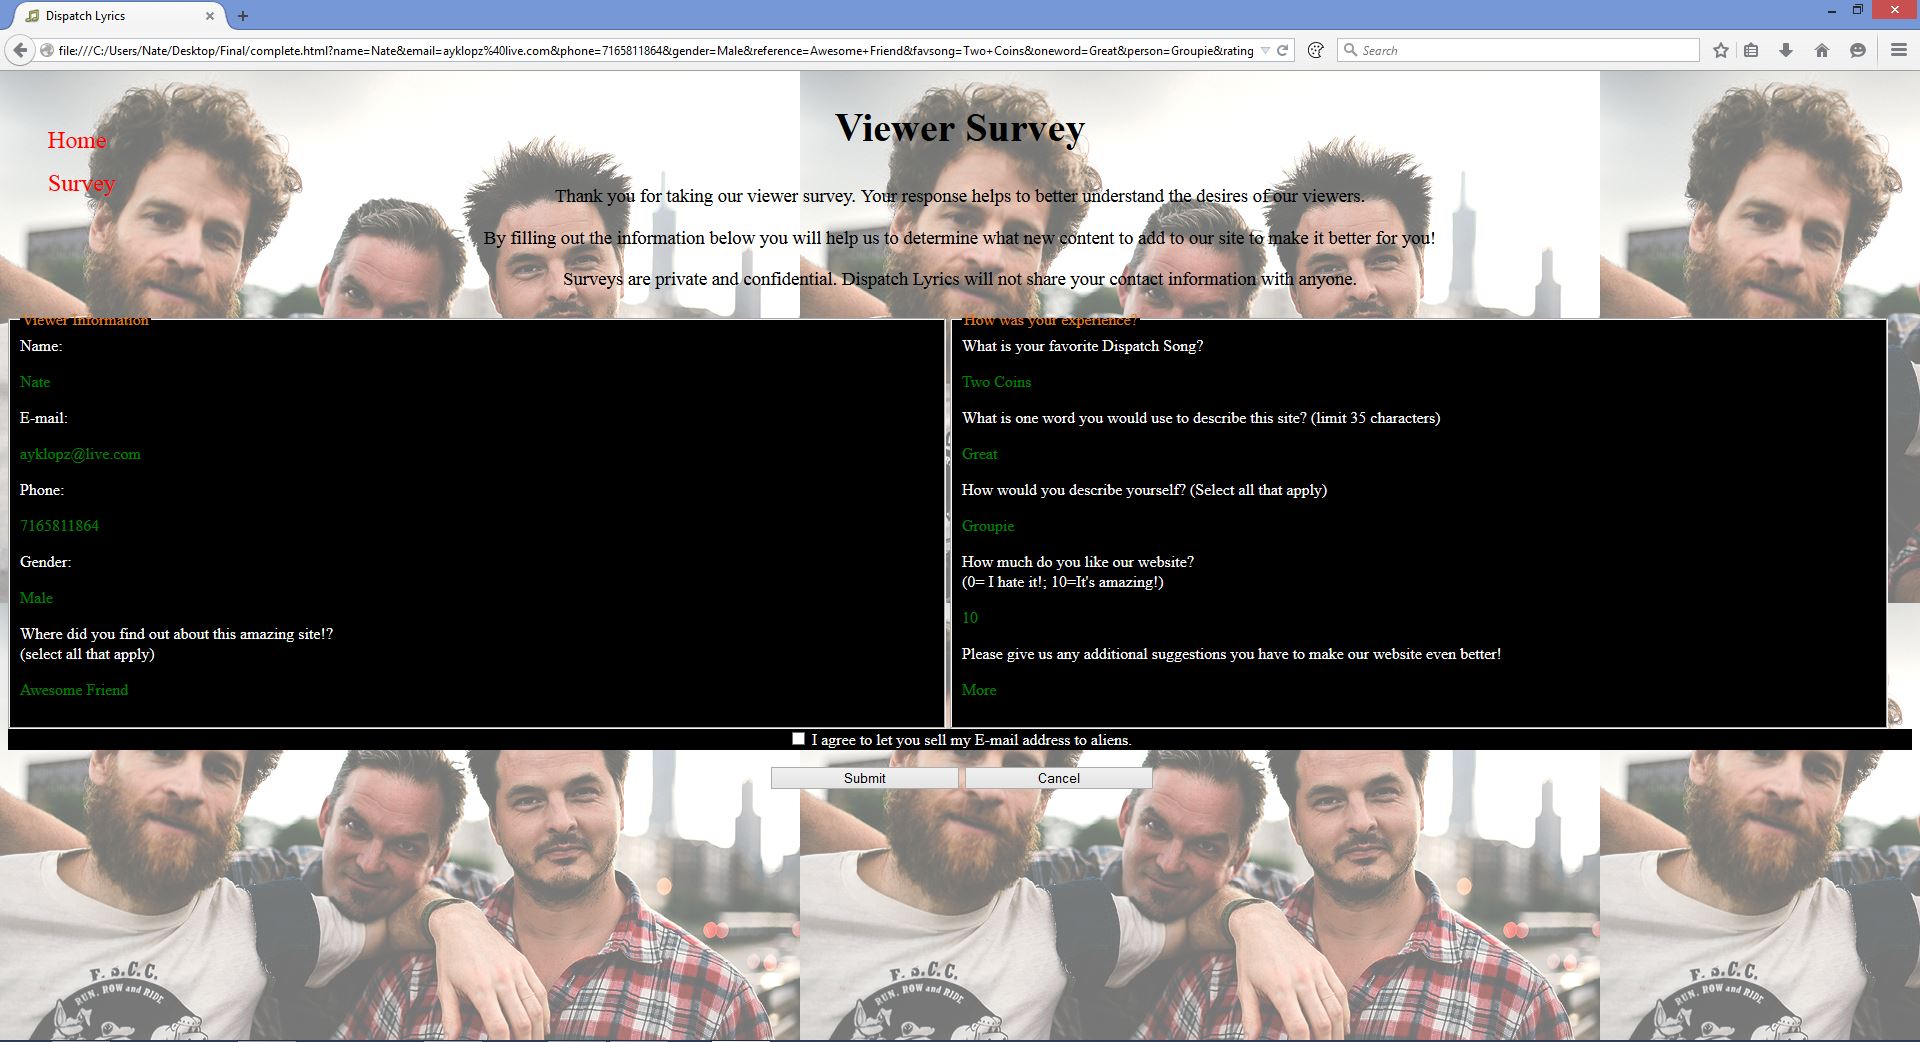 Dispatch Lyrics
file:///C:/Users/Nate/Desktop/Final/complete.html?name=Nate&email=ayklopz%40live.com&phone=7165811864&gender=Male&reference=Awesome+Friend&favsong=Two+Coins&oneword=Great&person=Groupie&rating
Search
Home
Survey
Viewer Survey
Thank you for taking our viewer survey. Your response helps to better understand the desires of our viewers.
By filling out the information below you will help us to determine what new content to add to our site to make it better for you!
Surveys are private and confidential. Dispatch Lyrics will not share your contact information with anyone.
Viewer Information
Name:
Nate
E-mail:
ayklopz@live.com
Phone:
7165811864
Gender:
Male
Where did you find out about this amazing site!?
(select all that apply)
Awesome Friend
How was your experience?
What is your favorite Dispatch Song?
Two Coins
What is one word you would use to describe this site? (limit 35 characters)
Great
How would you describe yourself? (Select all that apply)
Groupie
How much do you like our website?
(0= I hate it!; 10=It's amazing!)
10
Please give us any additional suggestions you have to make our website even better!
More
I agree to let you sell my E-mail address to aliens.
Submit Cancel
F.S.C.C.
RUN, ROW and RIDE
F.S.C.C.
RUN, ROW and RIDE
F.S.C.C.
RUN, ROW and RIDE